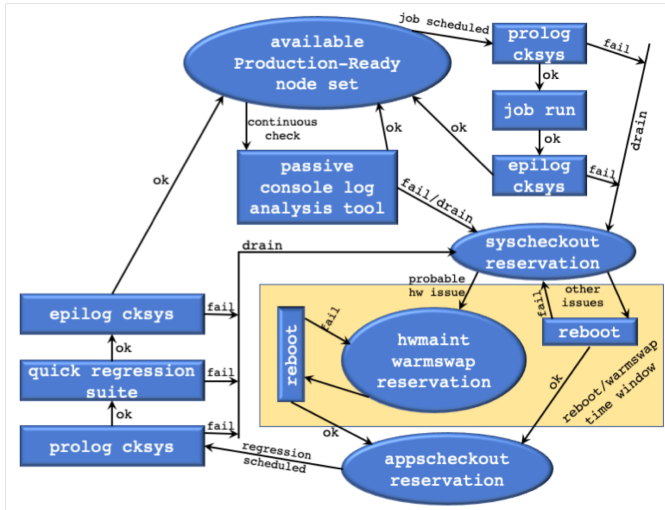 available
Production-Ready
node set
job scheduled
prolog
cksys
fail
ok
job run
ok
epilog
cksys
fail
drain
continuous
check
ok
ok
passive
console log
analysis tool
fail/drain
ok
drain
syscheckout
reservation
probable
hw issue
fail
other
issues
reboot
fail
reboot
hwmaint
warmswap
reservation
ok
reboot/warmswap
time window
epilog cksys
fail
ok
quick regression
suite
fail
ok
prolog cksys
fail
ok
regression
scheduled
appscheckout
reservation